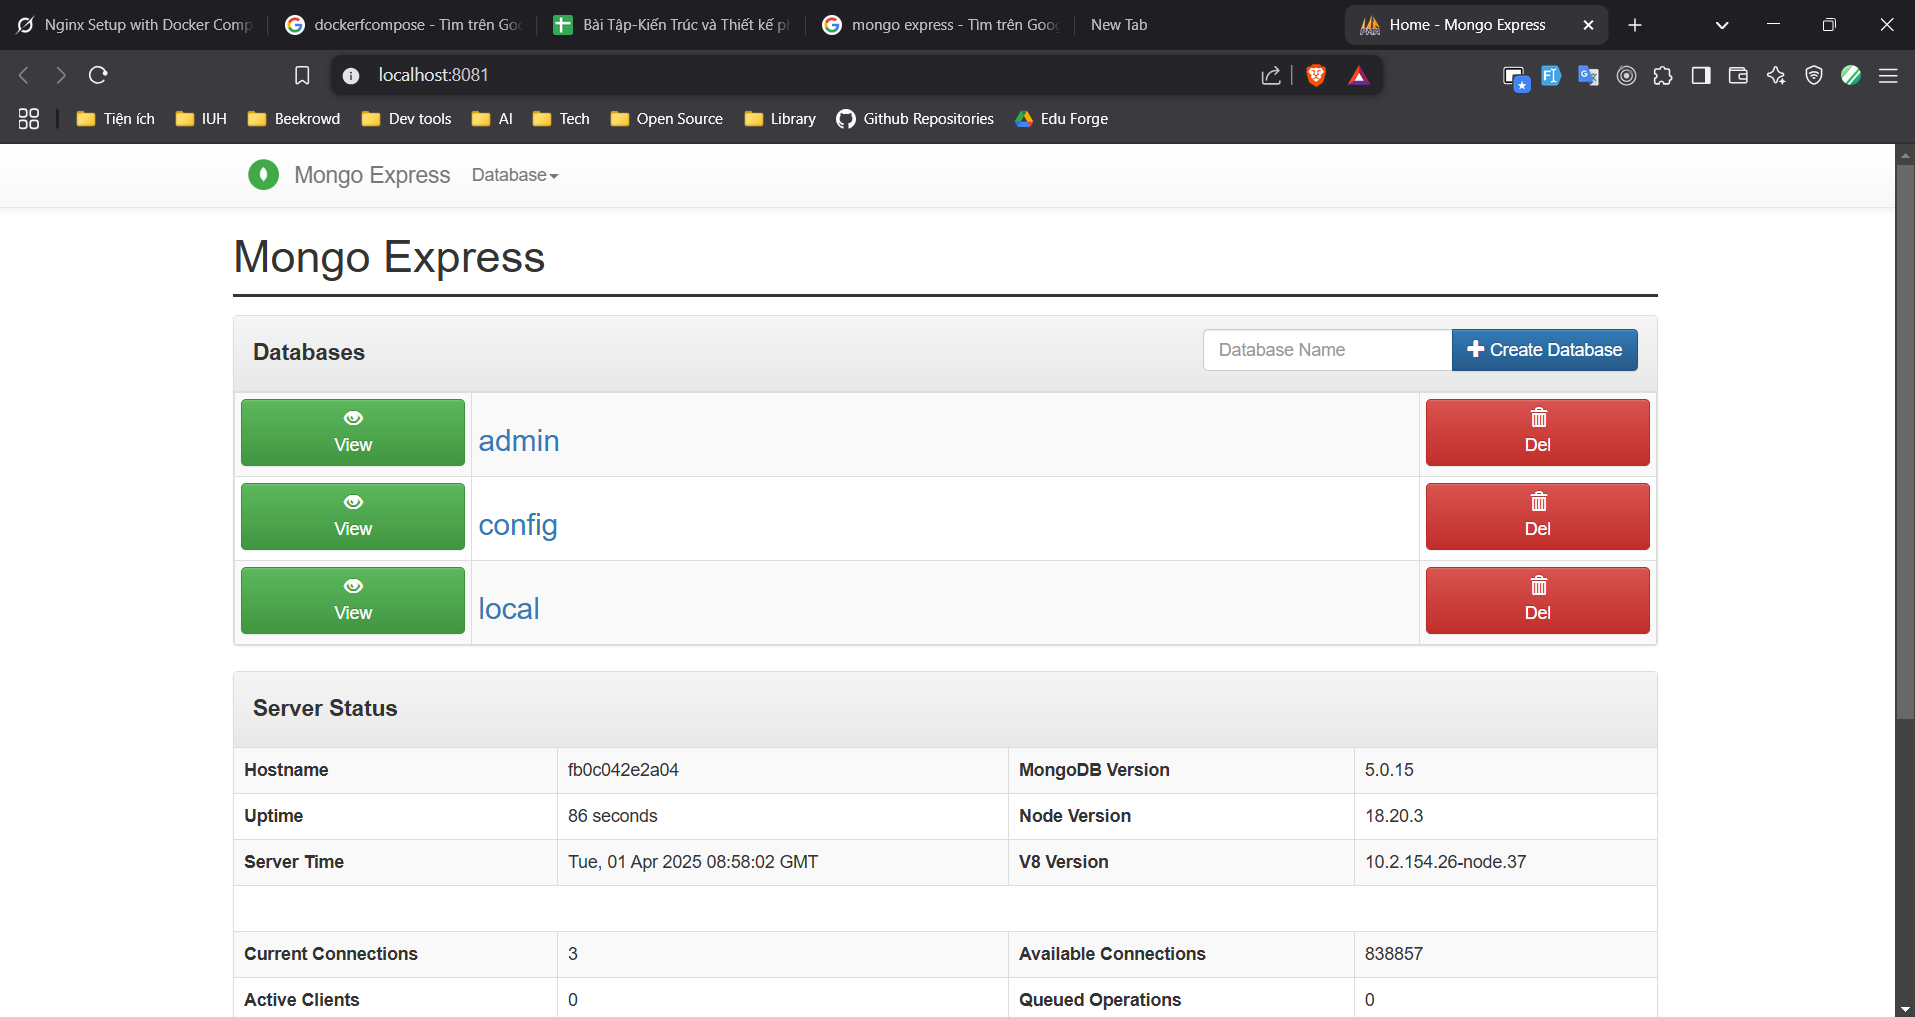 Nginx Setup with Docker Comp
dockerfcompose - Tìm trên Goo
Bài Tập-Kiến Trúc và Thiết kế ph
mongo express - Tìm trên Goog
New Tab
Home - Mongo Express
localhost:8081
Tiện ích
IUH
Beekrowd
Dev tools
AI
Tech
Open Source
Library
Github Repositories
Edu Forge
Mongo Express
Database
Mongo Express
Databases
Database Name
Create Database
View
admin
Del
View
config
Del
View
local
Del
Server Status
Hostname fb0c042e2a04 MongoDB Version 5.0.15
Uptime 86 seconds Node Version 18.20.3
Server Time Tue, 01 Apr 2025 08:58:02 GMT V8 Version 10.2.154.26-node.37
Current Connections 3 Available Connections 838857
Active Clients 0 Queued Operations 0